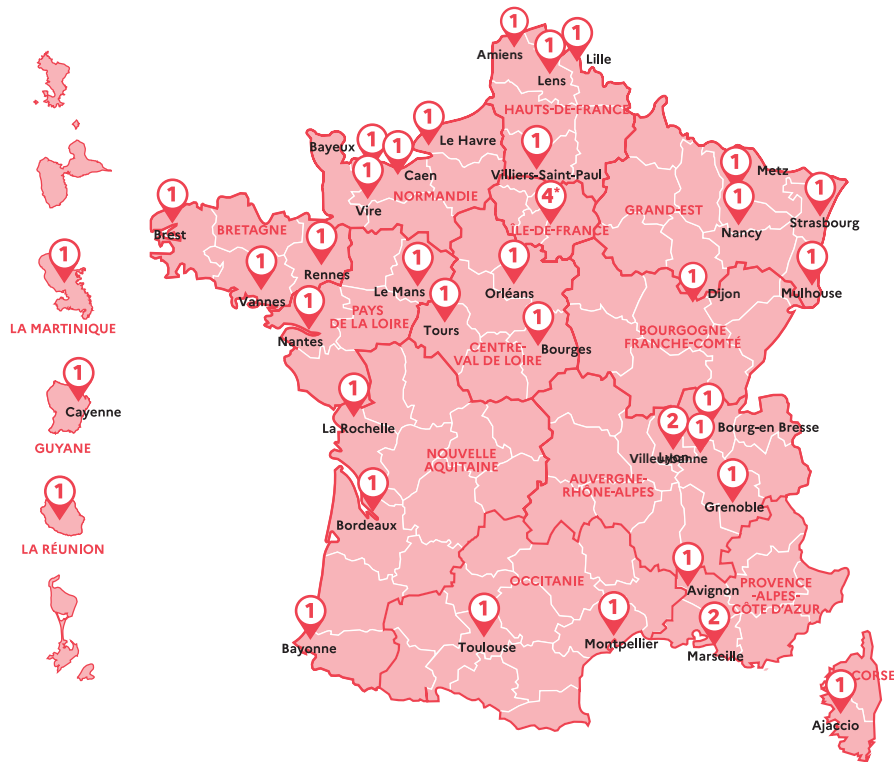 1
Amiens
1
Lens
1
Lille
HAUTS-DE-FRANCE
1
Villiers-Saint-Paul
1
Le Havre
1
Bayeux
1
Caen
1
Vire
NORMANDIE
4*
ÎLE-DE-FRANCE
1
Metz
GRAND-EST
1
Nancy
1
Strasbourg
1
Mulhouse
1
Brest
BRETAGNE
1
Rennes
1
Vannes
1
Le Mans
PAYS
DE LA LOIRE
1
Nantes
1
Orléans
1
Tours
1
Bourges
CENTRE-
VAL DE LOIRE
1
Dijon
BOURGOGNE
FRANCHE-COMTÉ
1
LA MARTINIQUE
1
Cayenne
GUYANE
1
LA RÉUNION
1
La Rochelle
NOUVELLE
AQUITAINE
1
Bordeaux
1
Bayonne
1
Bourg-en Bresse
2
Lyon
1
Villeurbanne
AUVERGNE-
RHÔNE-ALPES
1
Grenoble
OCCITANIE
1
Toulouse
1
Montpellier
1
Avignon
PROVENCE
-ALPES-
CÔTE D'AZUR
2
Marseille
CORSE
1
Ajaccio